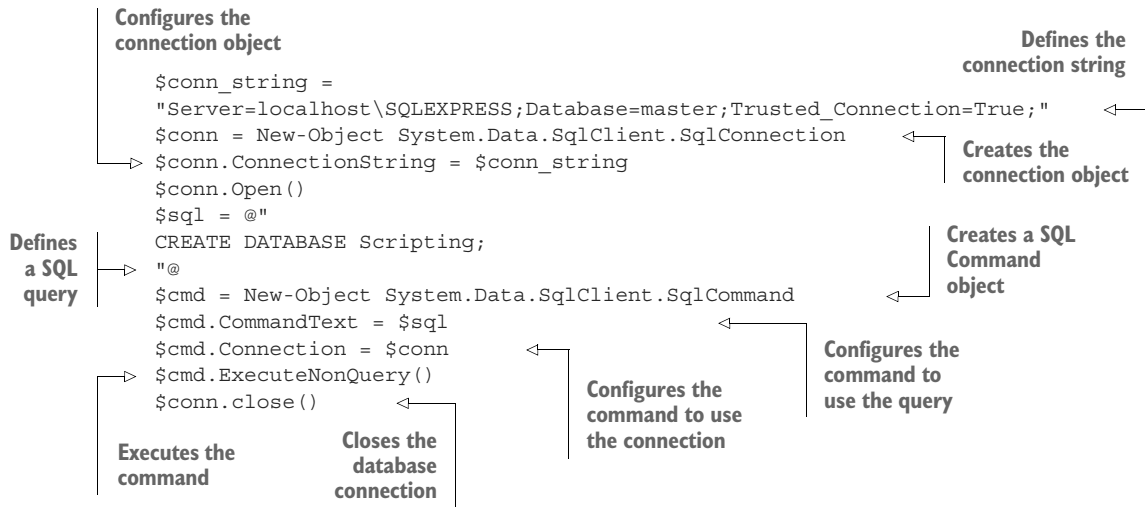 Configures the
connection object
Defines the
connection string
$conn_string =
"Server=localhost\SQLEXPRESS;Database=master;Trusted_Connection=True;"
$conn = New-Object System.Data.SqlClient.SqlConnection
Creates the
connection object
$conn.ConnectionString = $conn_string
$conn.Open()
$sql = @"
CREATE DATABASE Scripting;
"@
Defines
a SQL
query
Creates a SQL
Command
object
$cmd = New-Object System.Data.SqlClient.SqlCommand
$cmd.CommandText = $sql
$cmd.Connection = $conn
$cmd.ExecuteNonQuery()
$conn.close()
Configures the
command to
use the query
Configures the
command to use
the connection
Executes the
command
Closes the
database
connection